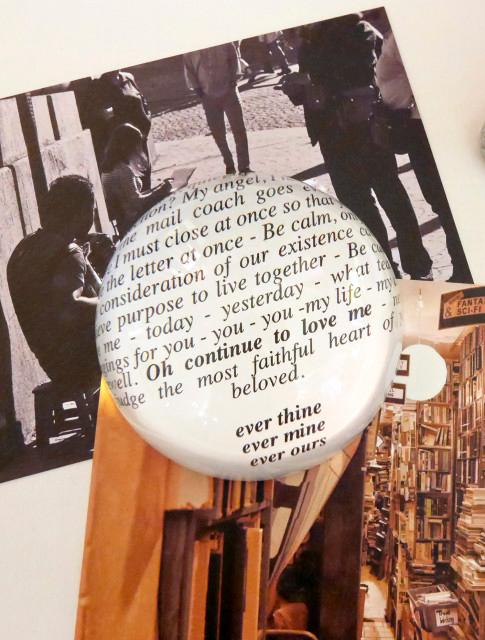 My angel,
mail coach goes
I must close at once so that
the letter at once - Be calm,
consideration of our existence
purpose to live together - Be
me - today - yesterday - what
for you - you - you -my life - my
Oh continue to love me -
the most faithful heart of
beloved.
ever thine
ever mine
ever ours
& SCI-FI